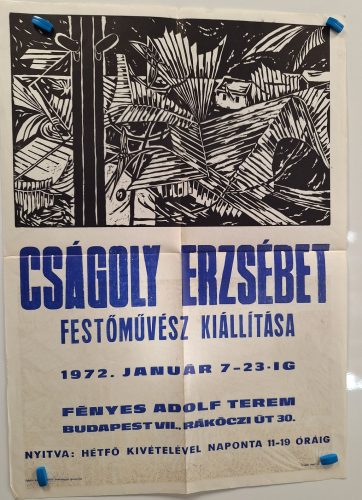 CSÁGOLY ERZSÉBET
FESTŐMŰVÉSZ KIÁLLÍTÁSA
1972. JANUÁR 7-23-IG
FÉNYES ADOLF TEREM
BUDAPEST VII., RÁKÓCZI ÚT 30.
NYITVA: HÉTFŐ KIVÉTELÉVEL NAPONTA 11-19 ÓRÁIG